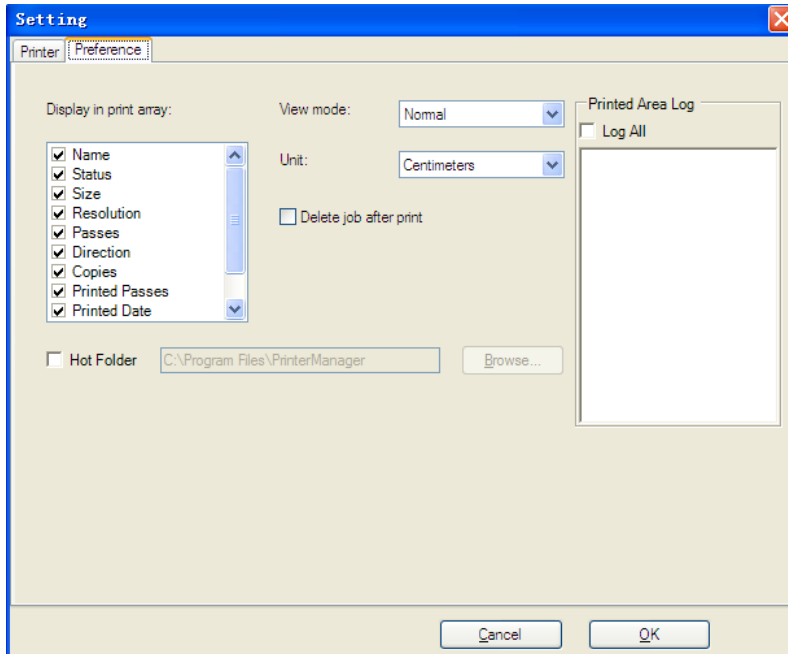 Setting
Printer Preference
Display in print array:
Name
Status
Size
Resolution
Passes
Direction
Copies
Printed Passes
Printed Date
View mode: Normal
Unit: Centimeters
Delete job after print
Printed Area Log
Log All
Hot Folder C:\Program Files\PrinterManager Browse...
Cancel OK